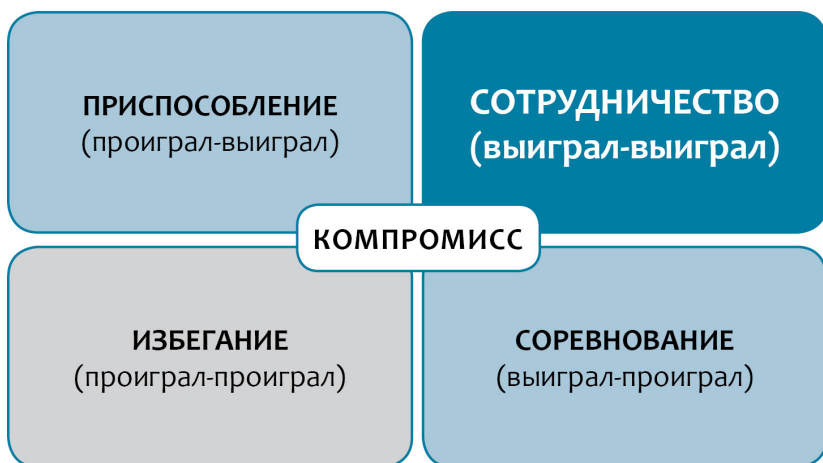 ПРИСПОСОБЛЕНИЕ
(проиграл-выиграл)
СОТРУДНИЧЕСТВО
(выиграл-выиграл)
КОМПРОМИСС
ИЗБЕГАНИЕ
(проиграл-проиграл)
СОРЕВНОВАНИЕ
(выиграл-проиграл)